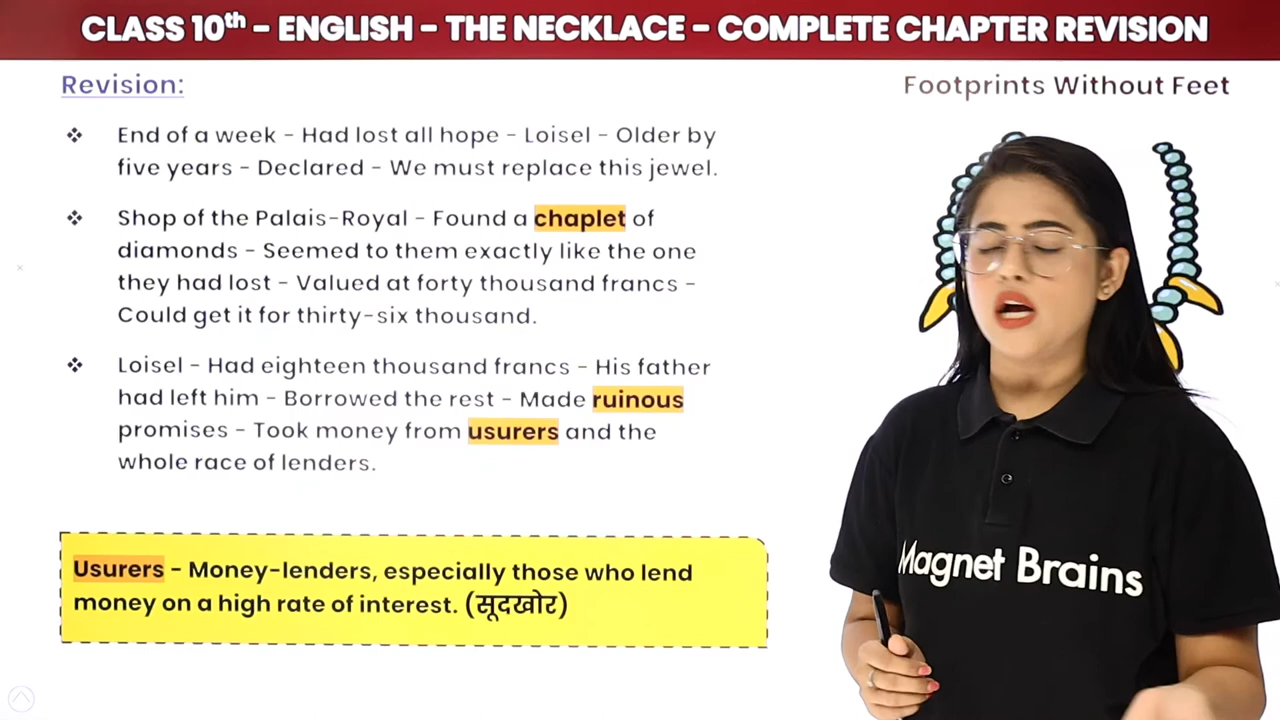 CLASS 10th - ENGLISH - THE NECKLACE - COMPLETE CHAPTER REVISION
Revision:
Footprints Without Feet
❖ End of a week - Had lost all hope - Loisel - Older by
five years - Declared - We must replace this jewel.
❖ Shop of the Palais-Royal - Found a chaplet of
diamonds - Seemed to them exactly like the one
they had lost - Valued at forty thousand francs -
Could get it for thirty-six thousand.
❖ Loisel - Had eighteen thousand francs - His father
had left him - Borrowed the rest - Made ruinous
promises - Took money from usurers and the
whole race of lenders.
Usurers - Money-lenders, especially those who lend
money on a high rate of interest. (सूदखोर)
Magnet Brains